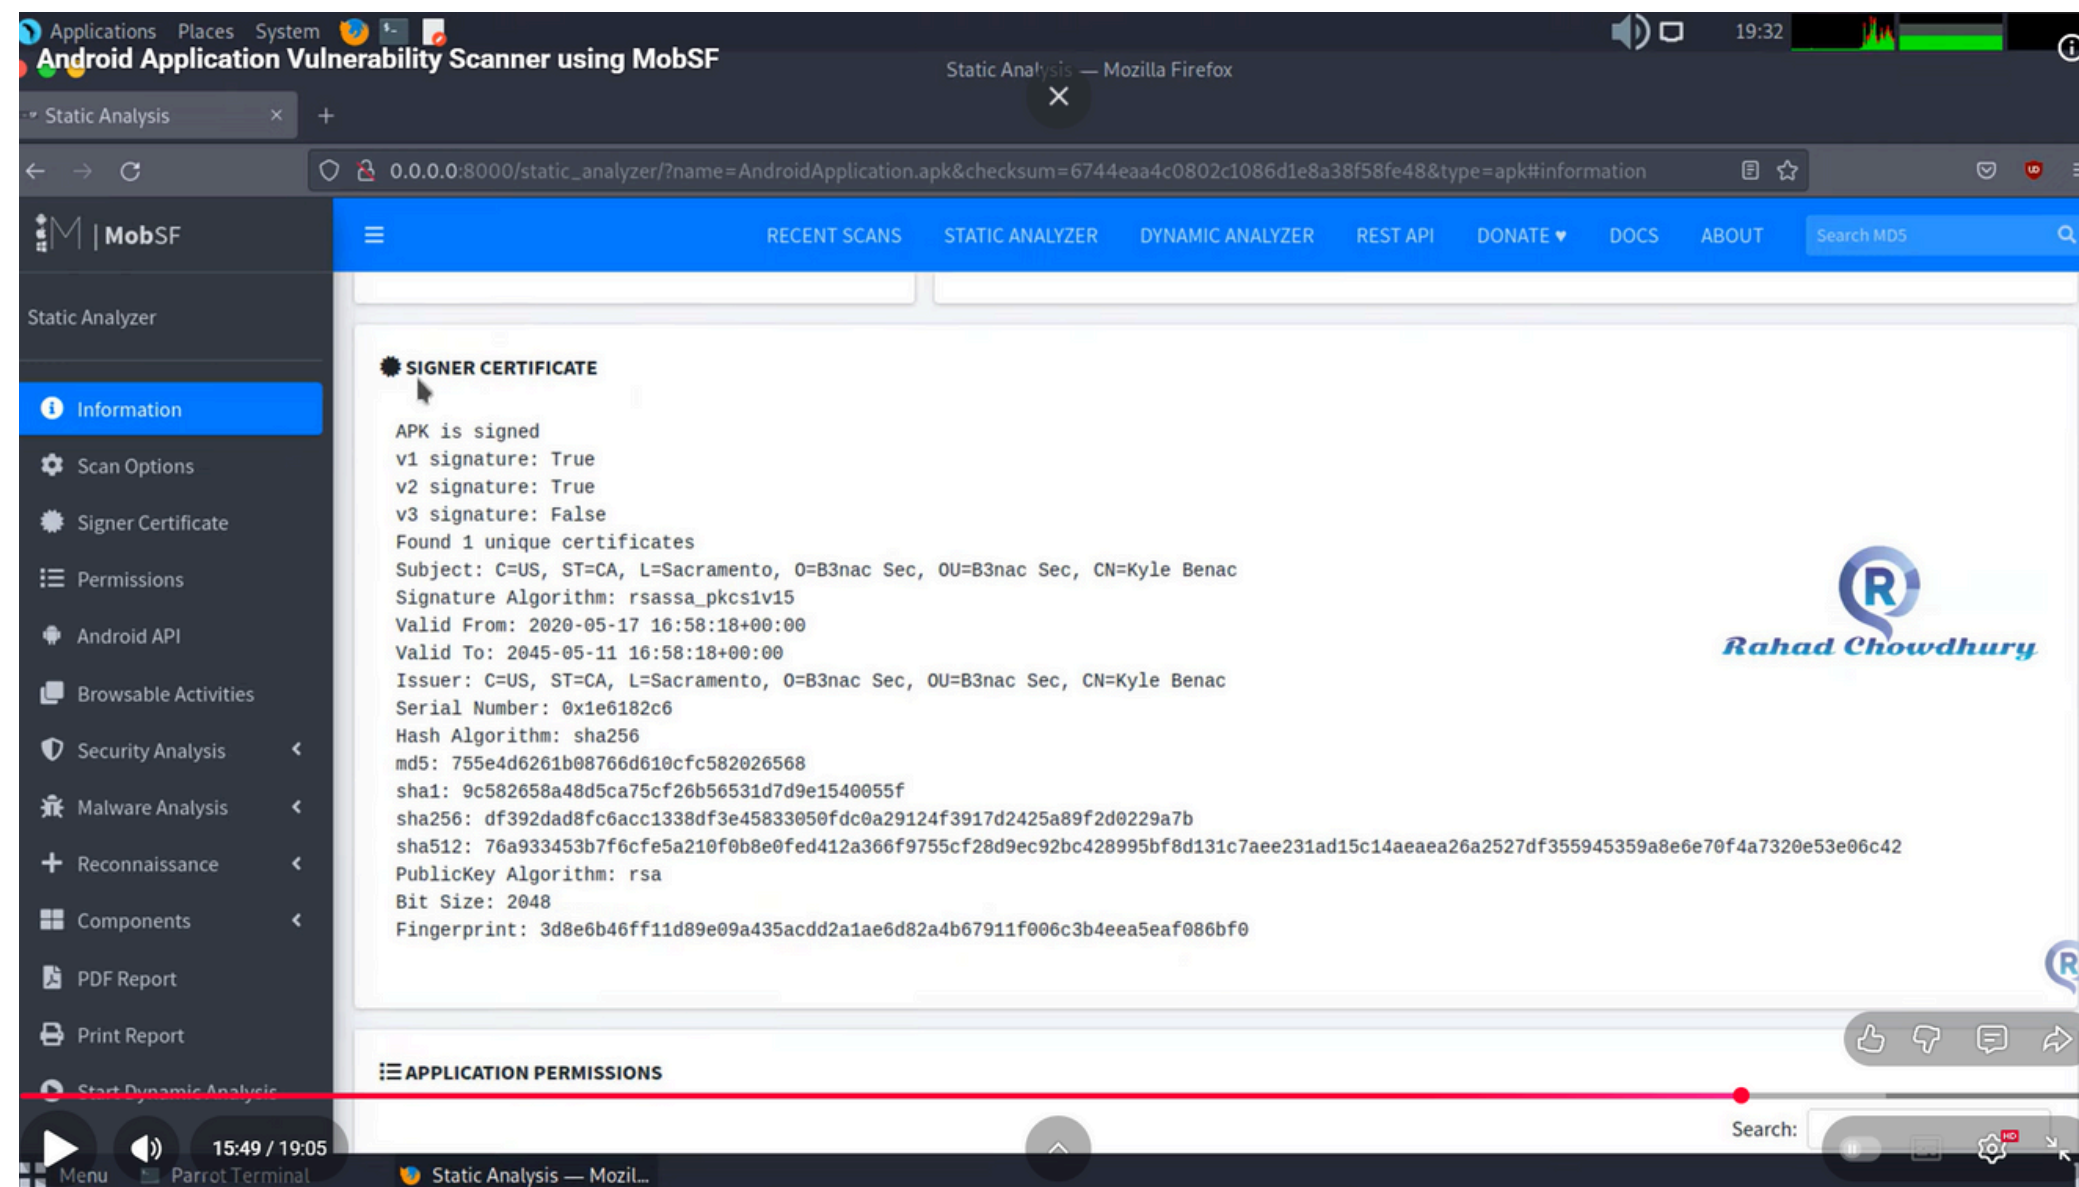 Applications Places System
19:32
Android Application Vulnerability Scanner using MobSF
Static Analysis — Mozilla Firefox
Static Analysis
0.0.0.0:8000/static_analyzer/?name=AndroidApplication.apk&checksum=6744eaa4c0802c1086d1e8a38f58fe48&type=apk#information
M | MobSF
RECENT SCANS
STATIC ANALYZER
DYNAMIC ANALYZER
REST API
DONATE ♥
DOCS
ABOUT
Search MD5
Static Analyzer
Information
Scan Options
Signer Certificate
Permissions
Android API
Browsable Activities
Security Analysis
Malware Analysis
Reconnaissance
Components
PDF Report
Print Report
Start Dynamic Analysis
SIGNER CERTIFICATE
APK is signed
v1 signature: True
v2 signature: True
v3 signature: False
Found 1 unique certificates
Subject: C=US, ST=CA, L=Sacramento, O=B3nac Sec, OU=B3nac Sec, CN=Kyle Benac
Signature Algorithm: rsassa_pkcs1v15
Valid From: 2020-05-17 16:58:18+00:00
Valid To: 2045-05-11 16:58:18+00:00
Issuer: C=US, ST=CA, L=Sacramento, O=B3nac Sec, OU=B3nac Sec, CN=Kyle Benac
Serial Number: 0x1e6182c6
Hash Algorithm: sha256
md5: 755e4d6261b08766d610cfc582026568
sha1: 9c582658a48d5ca75cf26b56531d7d9e1540055f
sha256: df392dad8fc6acc1338df3e45833050fdc0a29124f3917d2425a89f2d0229a7b
sha512: 76a933453b7f6cfe5a210f0b8e0fed412a366f9755cf28d9ec92bc428995bf8d131c7aee231ad15c14aeaea26a2527df355945359a8e6e70f4a7320e53e06c42
PublicKey Algorithm: rsa
Bit Size: 2048
Fingerprint: 3d8e6b46ff11d89e09a435acdd2a1ae6d82a4b67911f006c3b4eea5eaf086bf0
R
Rahad Chowdhury
R
APPLICATION PERMISSIONS
Search:
15:49 / 19:05
HD
Menu
Parrot Terminal
Static Analysis — Mozil...